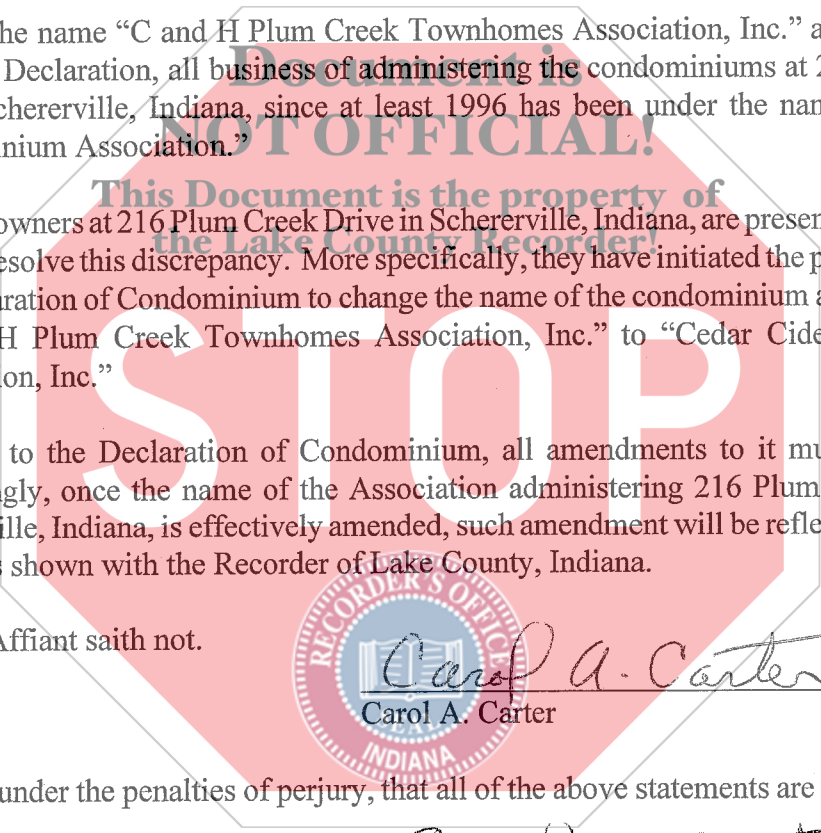 he name “C and H Plum Creek Townhomes Association, Inc.” a
Document is
Declaration, all business of administering the condominiums at 2
chererville, Indiana, since at least 1996 has been under the nam
NOT OFFICIAL!
nium Association.”
This Document is the property of
owners at 216 Plum Creek Drive in Schererville, Indiana, are presen
the Lake County Recorder!
esolve this discrepancy. More specifically, they have initiated the p
ration of Condominium to change the name of the condominium a
H Plum Creek Townhomes Association, Inc.” to “Cedar Cide
on, Inc.”
STOP
to the Declaration of Condominium, all amendments to it mu
gly, once the name of the Association administering 216 Plum
ille, Indiana, is effectively amended, such amendment will be refle
s shown with the Recorder of Lake County, Indiana.
RECORDER'S OFFICE
Affiant saith not.
Carol A. Carter
Carol A. Carter
SEAL
INDIANA
under the penalties of perjury, that all of the above statements are